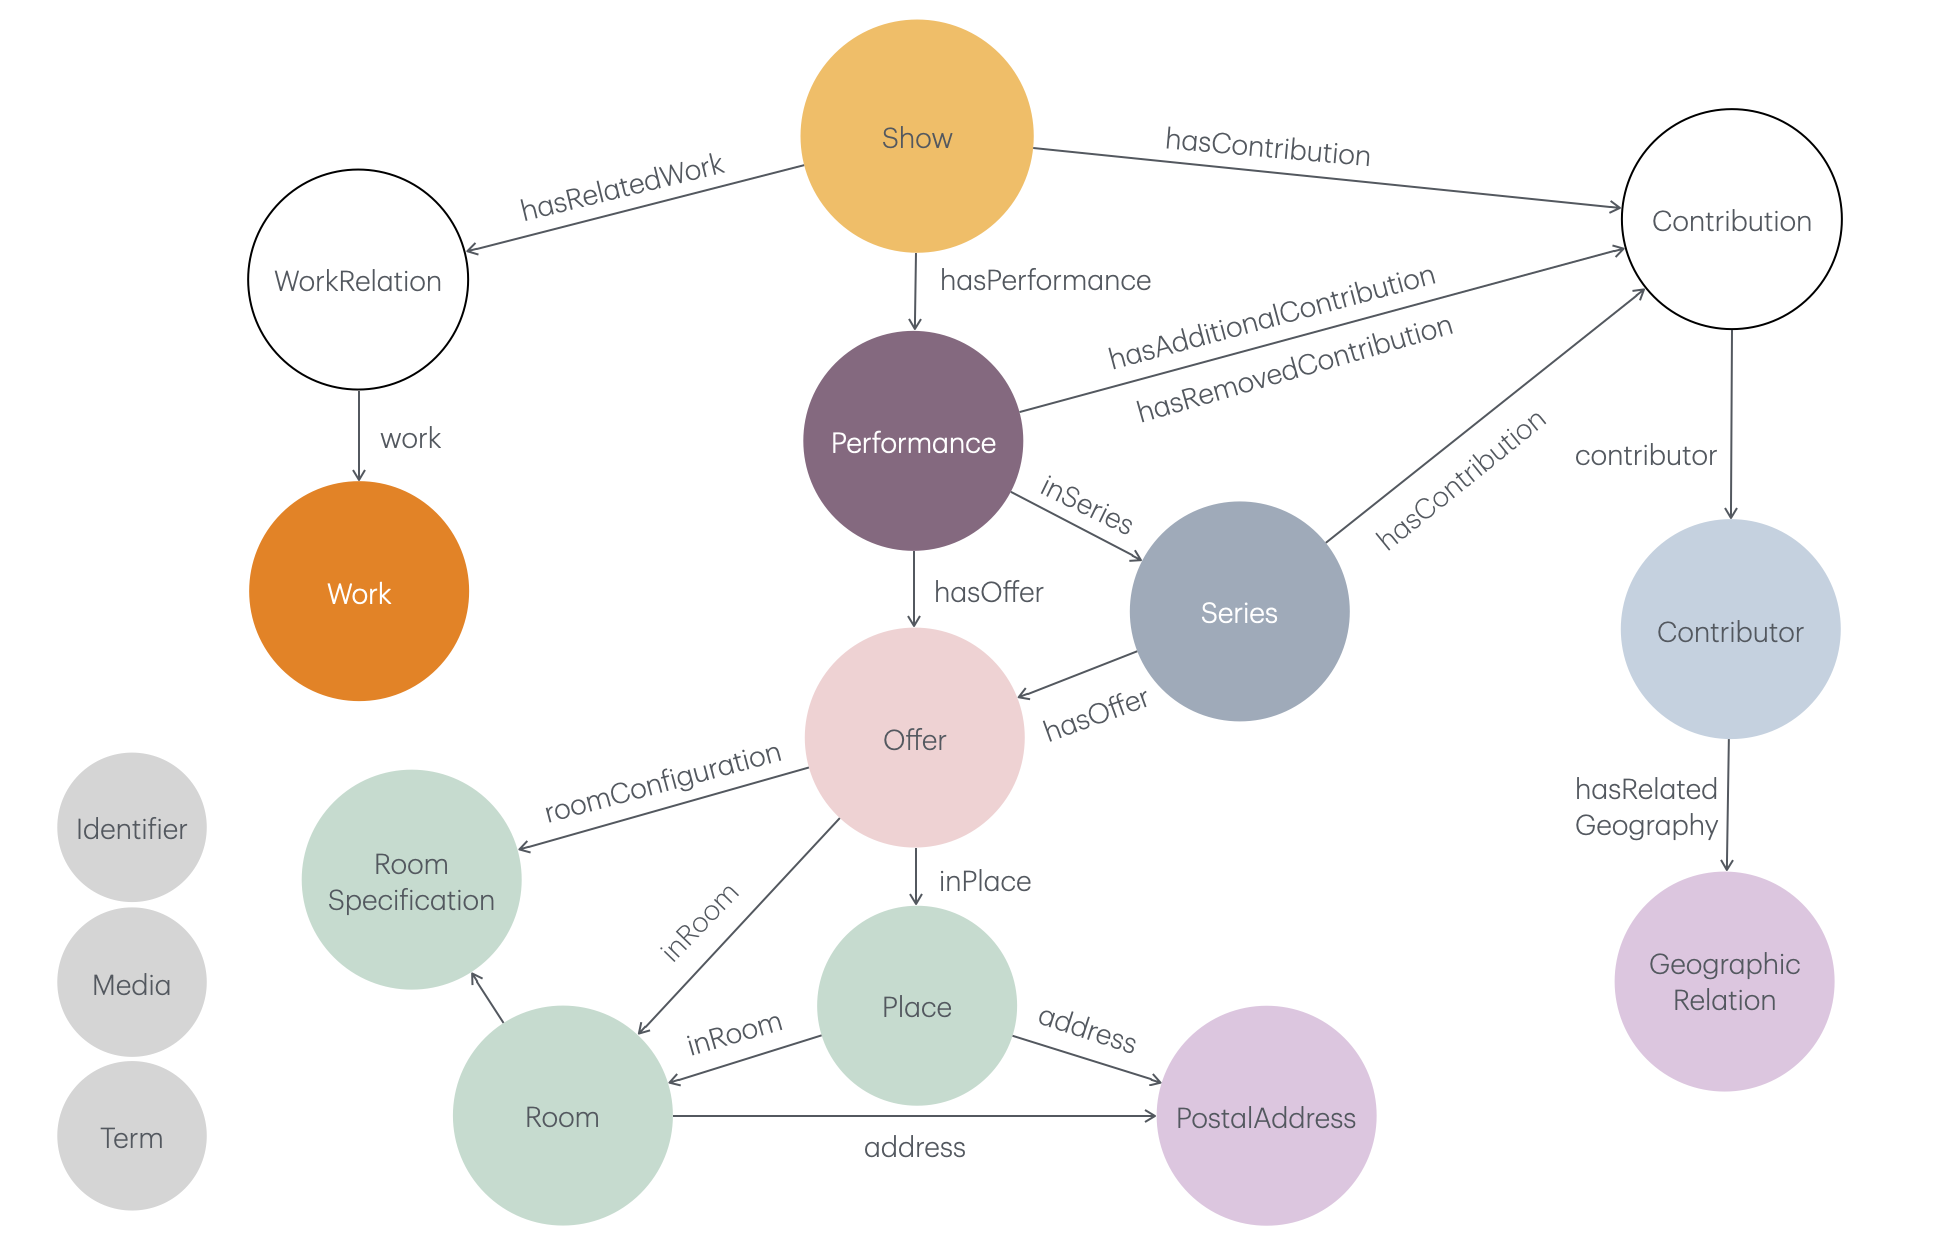 Show
hasContribution
hasRelatedWork
Contribution
WorkRelation
hasPerformance
hasAdditionalContribution
hasRemovedContribution
work
Performance
contributor
inSeries
hasContribution
Work
hasOffer
Series
Contributor
hasOffer
Offer
roomConfiguration
hasRelated
Geography
Identifier
Room
Specification
inPlace
inRoom
Geographic
Relation
Media
Place
inRoom
address
Room
PostalAddress
Term
address